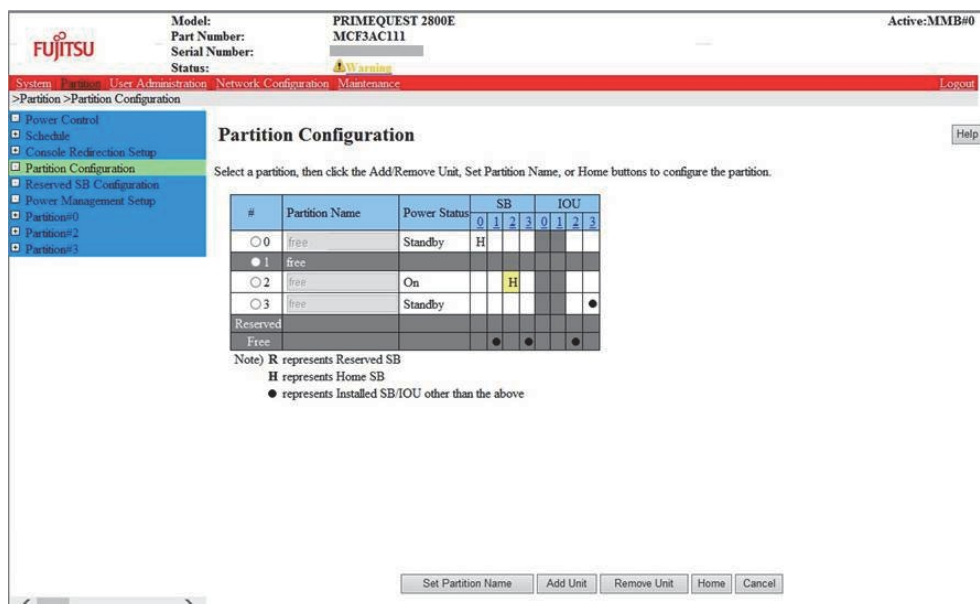 FUJITSU
Model: PRIMEQUEST 2800E
Part Number: MCF3AC111
Serial Number:
Status: Warning
Active:MMB#0
System Partition User Administration Network Configuration Maintenance Logout
>Partition >Partition Configuration
Power Control
Schedule
Console Redirection Setup
Partition Configuration
Reserved SB Configuration
Power Management Setup
Partition#0
Partition#2
Partition#3
Partition Configuration
Help
Select a partition, then click the Add/Remove Unit, Set Partition Name, or Home buttons to configure the partition.
# Partition Name Power Status SB IOU
0 1 2 3 0 1 2 3
0 free Standby H
1 free
2 free On H
3 free Standby ●
Reserved
Free ● ● ●
Note) R represents Reserved SB
H represents Home SB
● represents Installed SB/IOU other than the above
Set Partition Name Add Unit Remove Unit Home Cancel